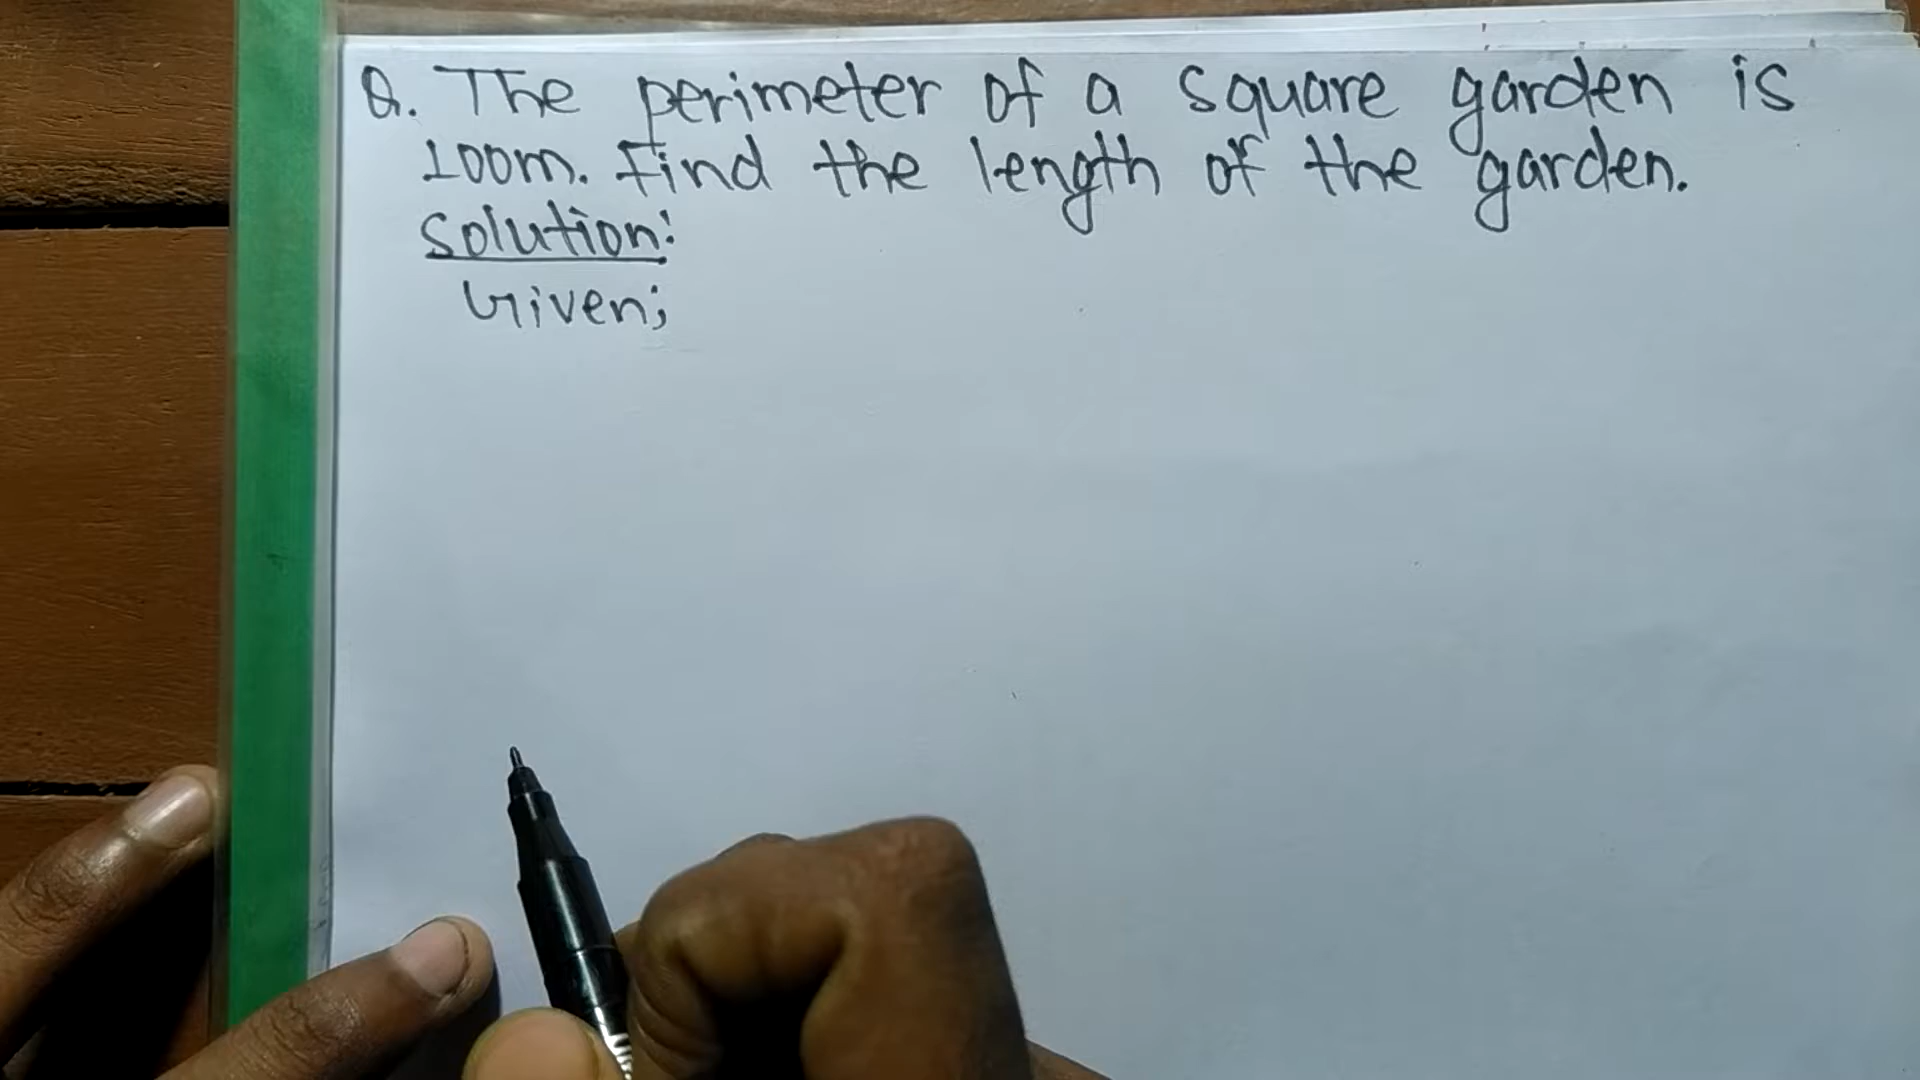 Q. The perimeter of a square garden is
100m. Find the length of the garden.
Solution:
Given;